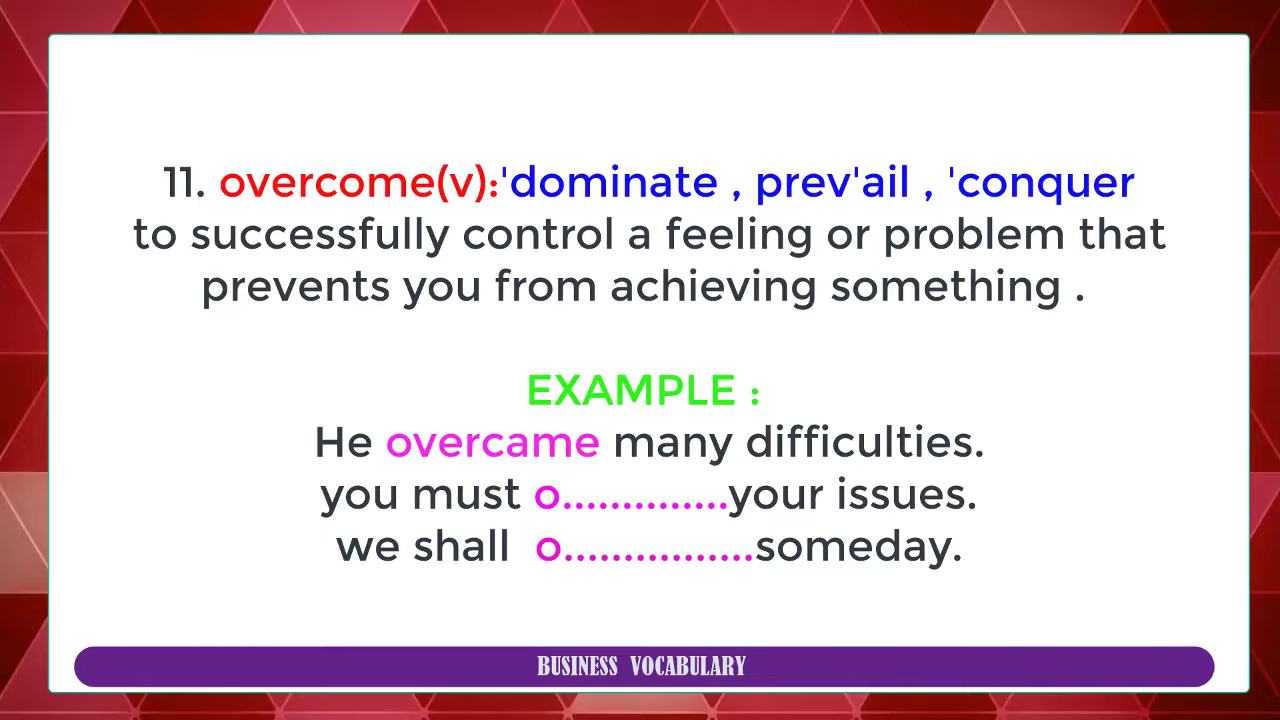 11. overcome(v):'dominate , prev'ail , 'conquer
to successfully control a feeling or problem that
prevents you from achieving something .
EXAMPLE :
He overcame many difficulties.
you must o..............your issues.
we shall  o................someday.
BUSINESS VOCABULARY